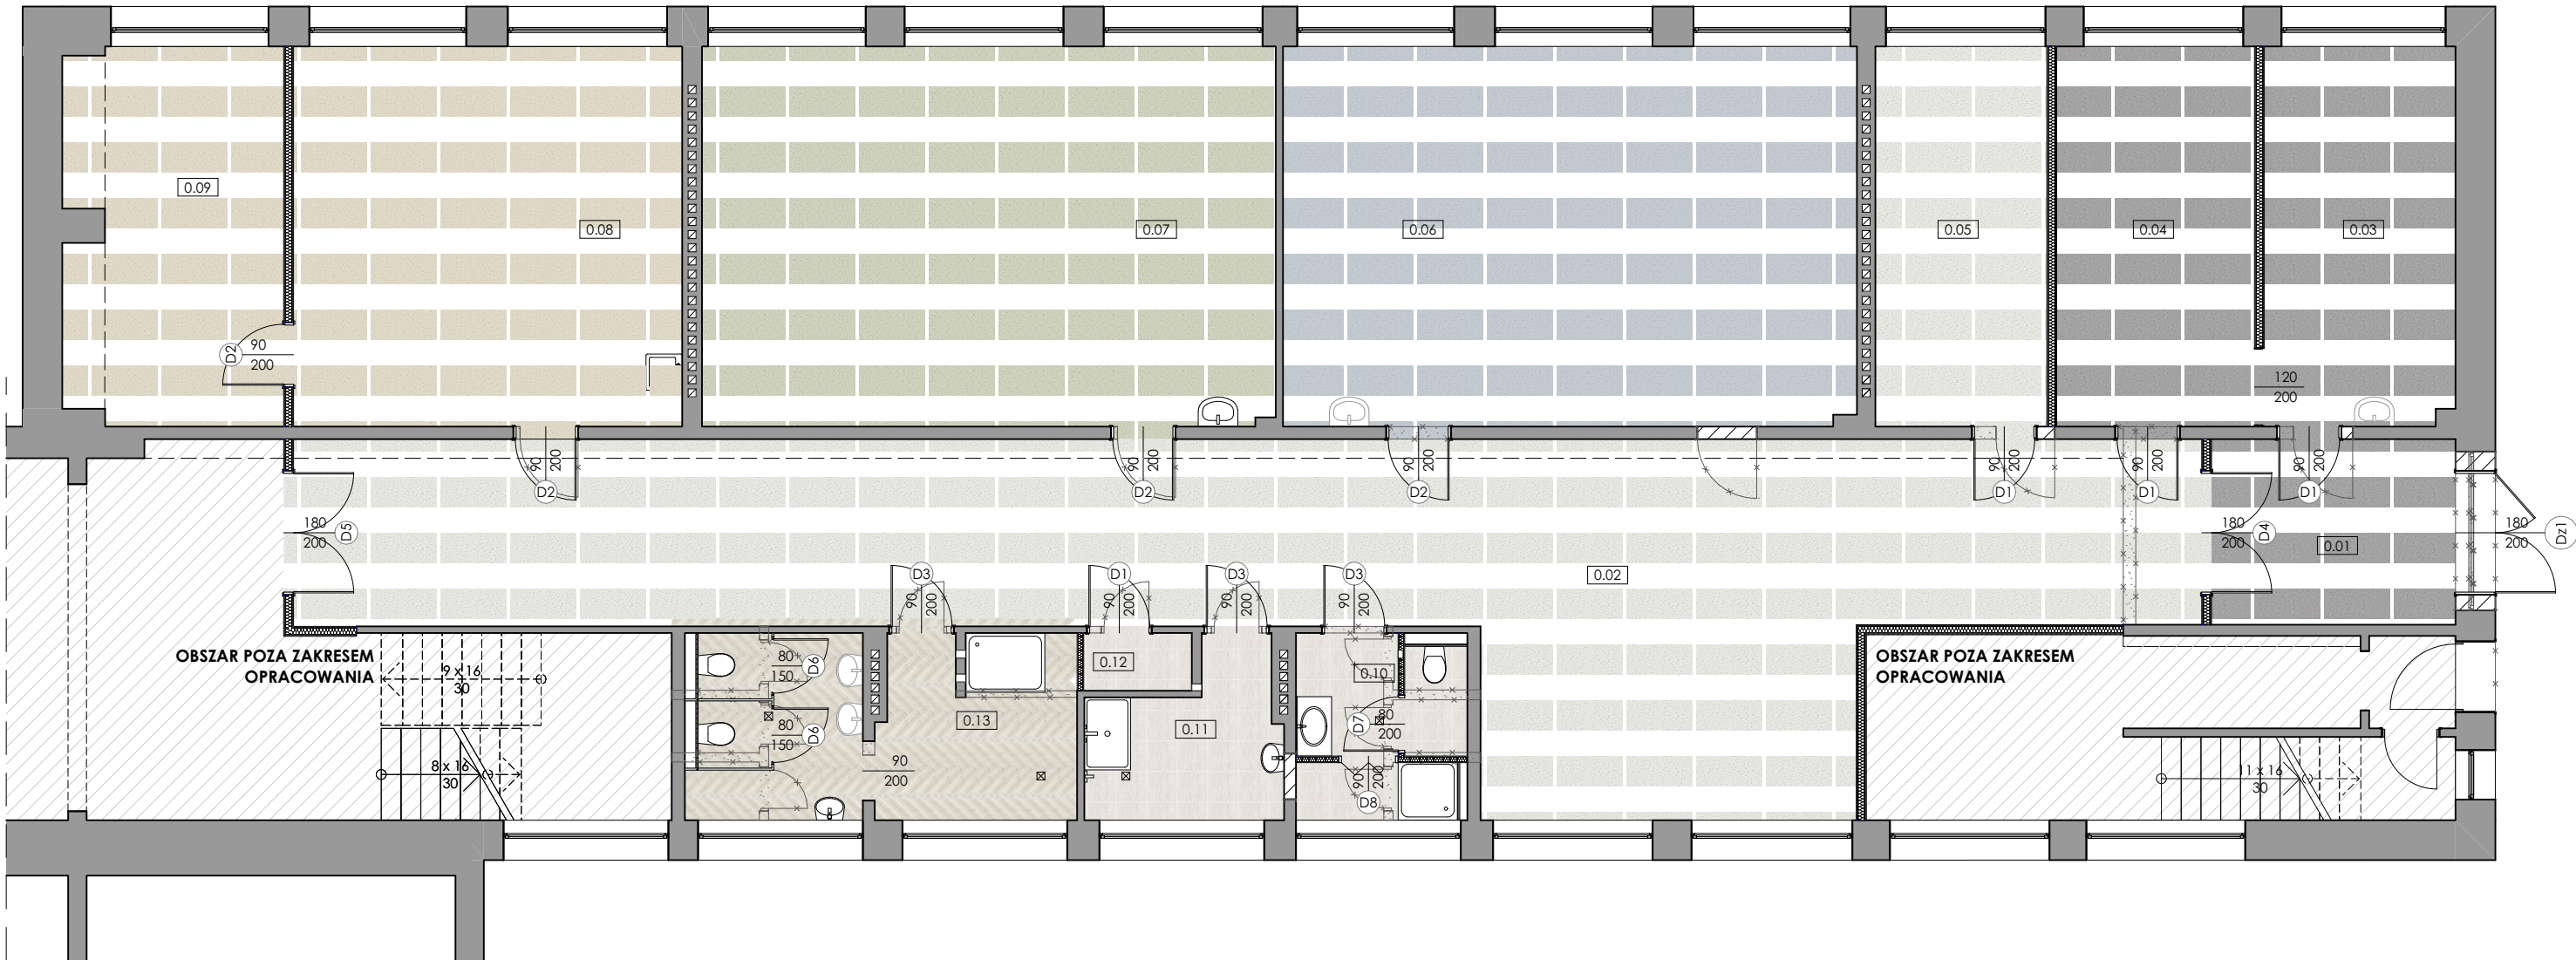 0.09
0.08
0.07
0.06
0.05
0.04
0.03
D2
90
200
120
200
90
200
D2
90
200
D2
90
200
D2
90
200
D1
90
200
D1
90
200
D1
180
200
D5
180
200
D4
0.01
180
200
Dz1
0.02
D3
90
200
D1
90
200
D3
90
200
D3
90
200
OBSZAR POZA ZAKRESEM
OPRACOWANIA
9 x 16
30
8 x 16
30
80
150
D6
80
150
D6
0.13
90
200
0.12
0.11
0.10
D7
80
200
90
200
D8
OBSZAR POZA ZAKRESEM
OPRACOWANIA
11 x 16
30